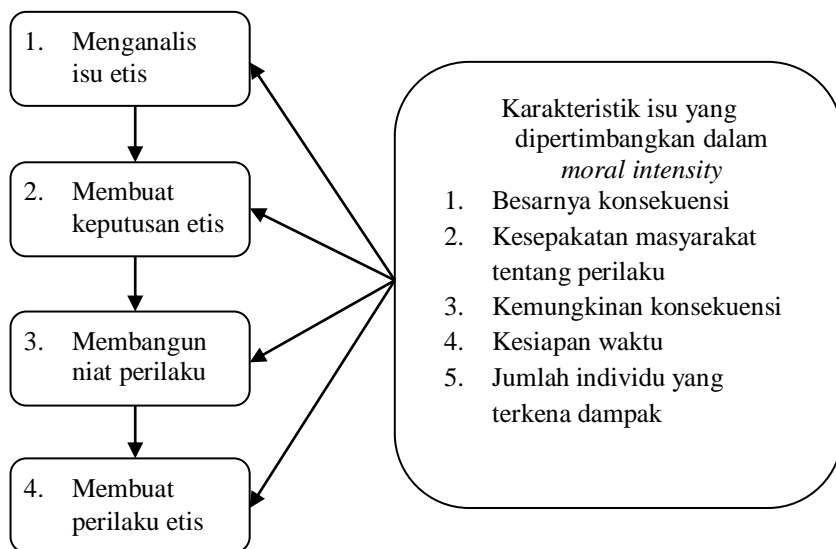 1. Menganalis
isu etis
2. Membuat
keputusan etis
3. Membangun
niat perilaku
4. Membuat
perilaku etis
Karakteristik isu yang
dipertimbangkan dalam
moral intensity
1. Besarnya konsekuensi
2. Kesepakatan masyarakat
tentang perilaku
3. Kemungkinan konsekuensi
4. Kesiapan waktu
5. Jumlah individu yang
terkena dampak